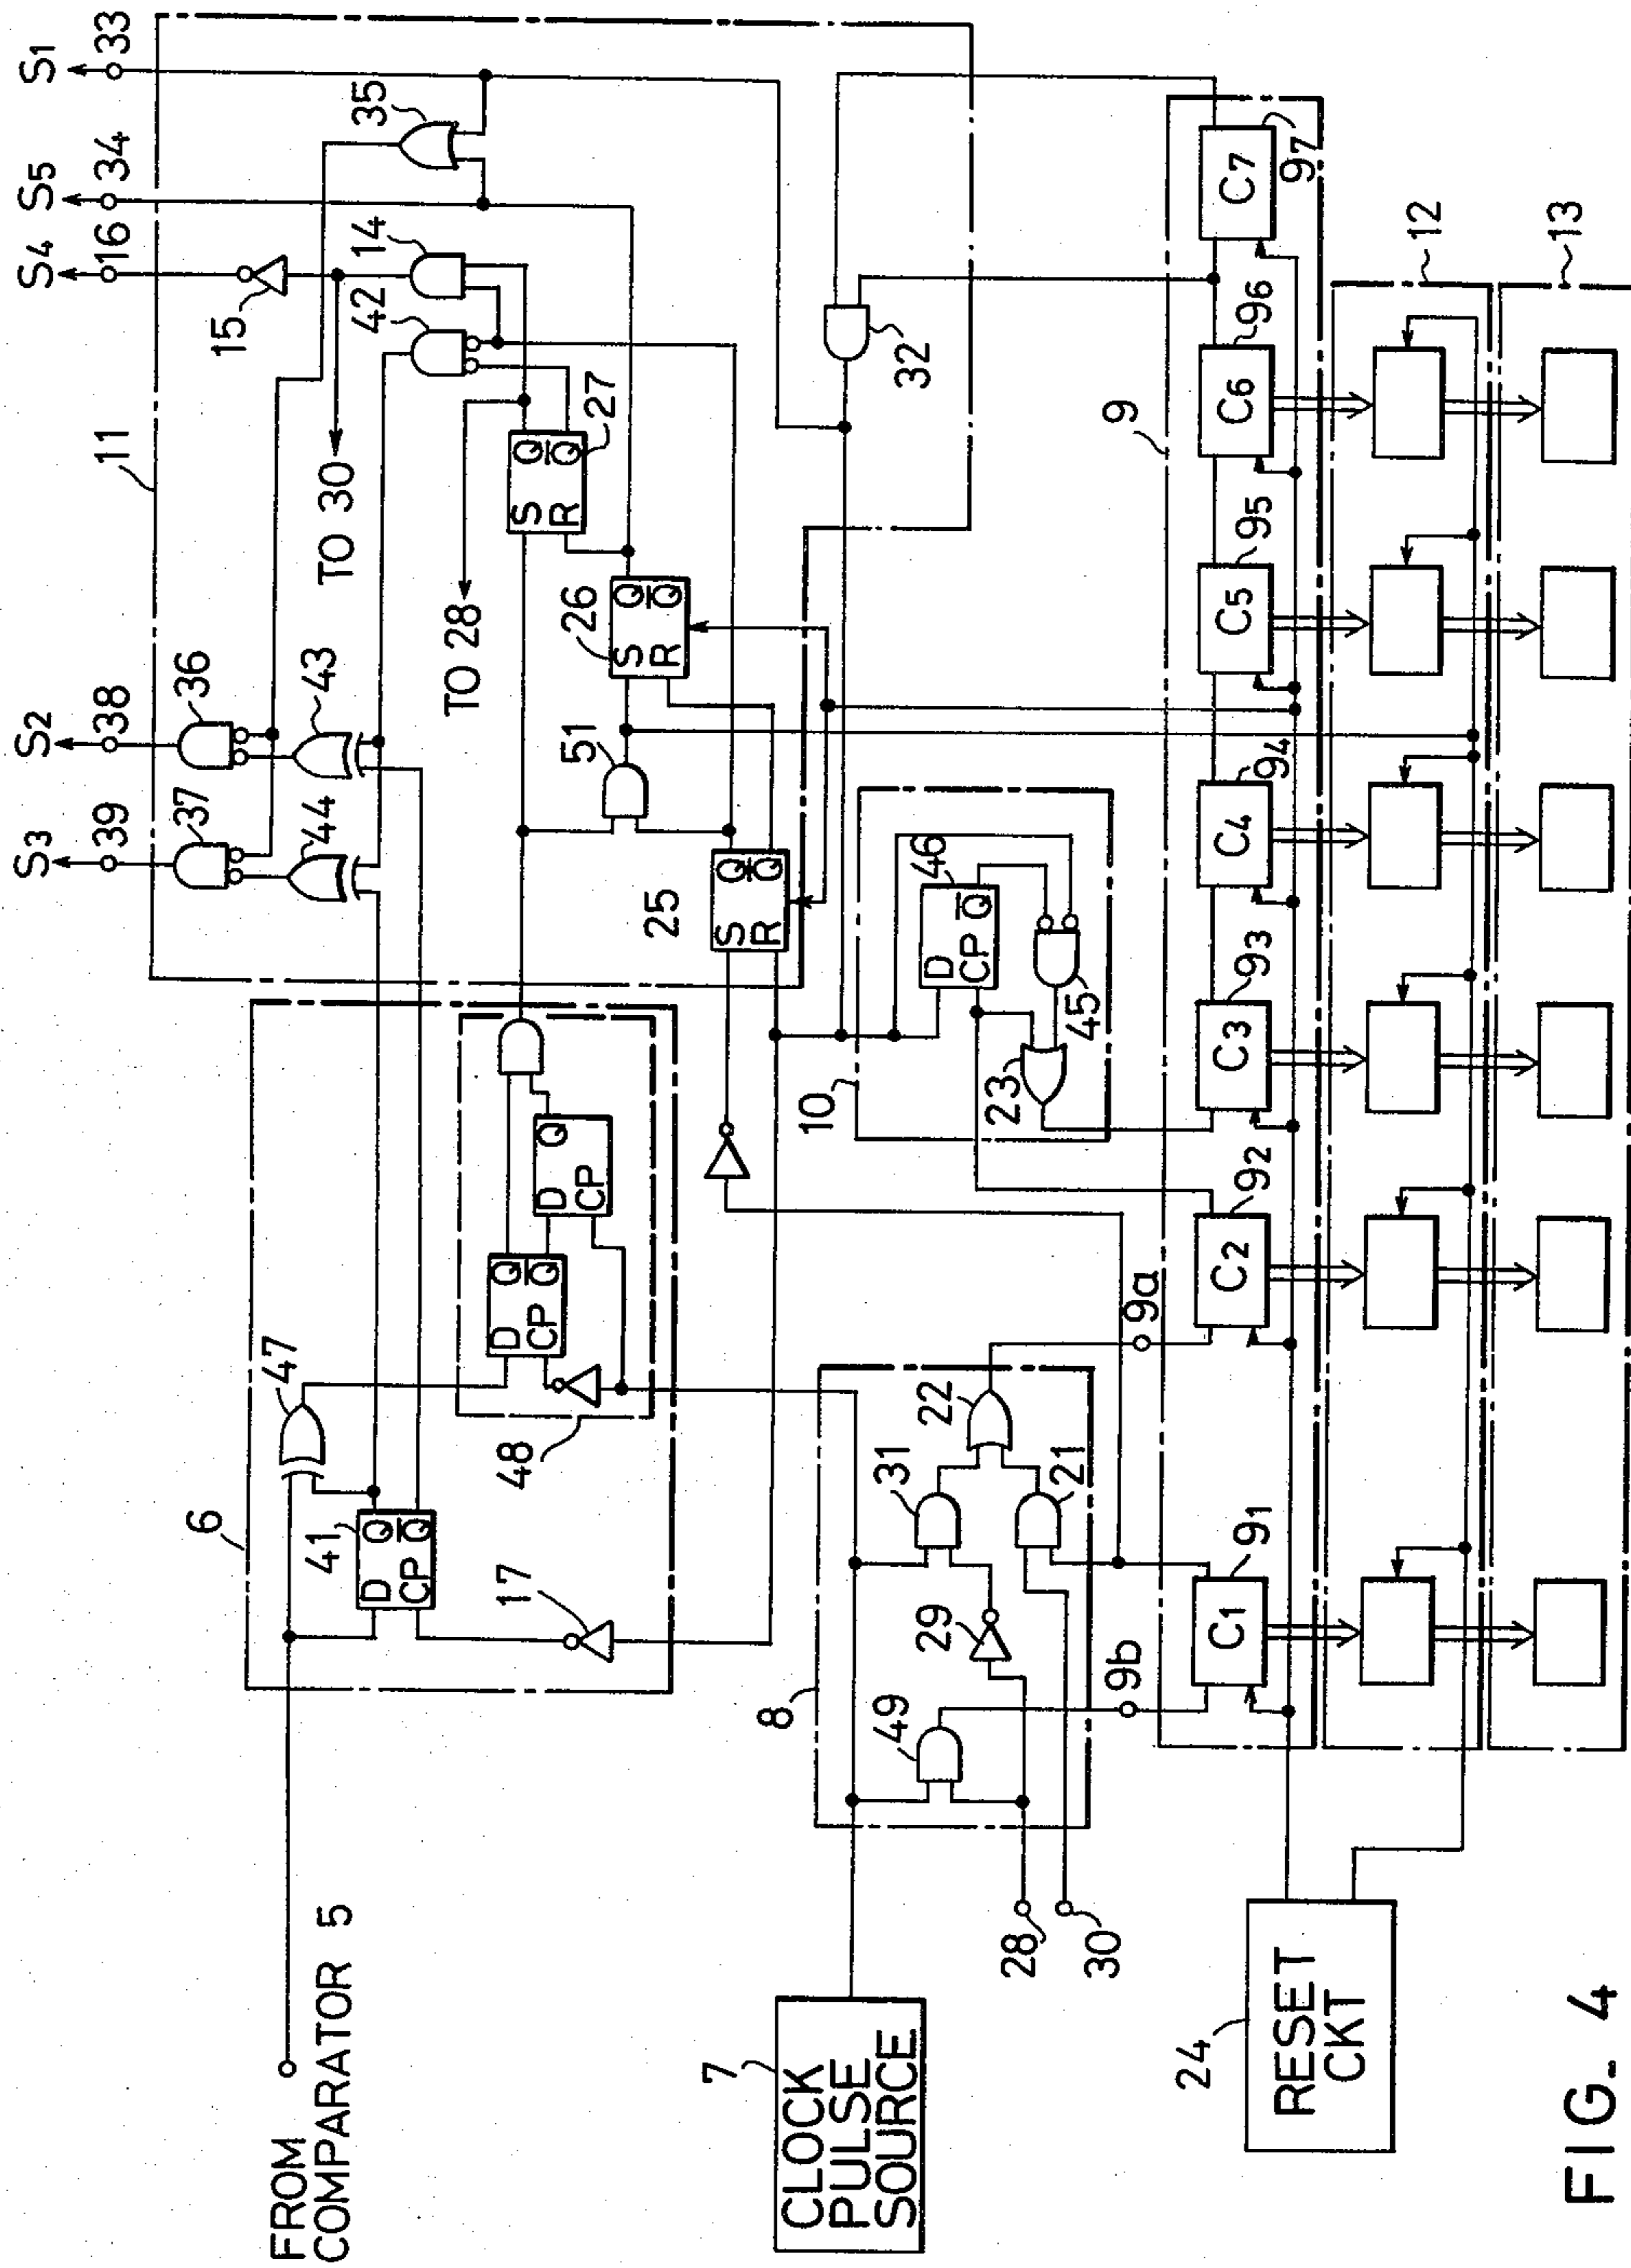 S3 S2 S4 S5 S1
39 38 16 34 33
11
37 36 35
44 43 42 14
15
TO 30
TO 28
6
47
41 D Q
CP Q̅
17
48
D Q
CP Q̅
D Q
CP
S Q
R Q̅
27
26
S Q
R Q̅
51
25
S Q
R Q̅
32
FROM
COMPARATOR 5
7
CLOCK
PULSE
SOURCE
8
49
31
29
22
21
28
30
9b
9a
10
46
D
CP Q̅
23
45
9
91 92 93 94 95 96 97
C1 C2 C3 C4 C5 C6 C7
12
13
24
RESET
CKT
FIG. 4